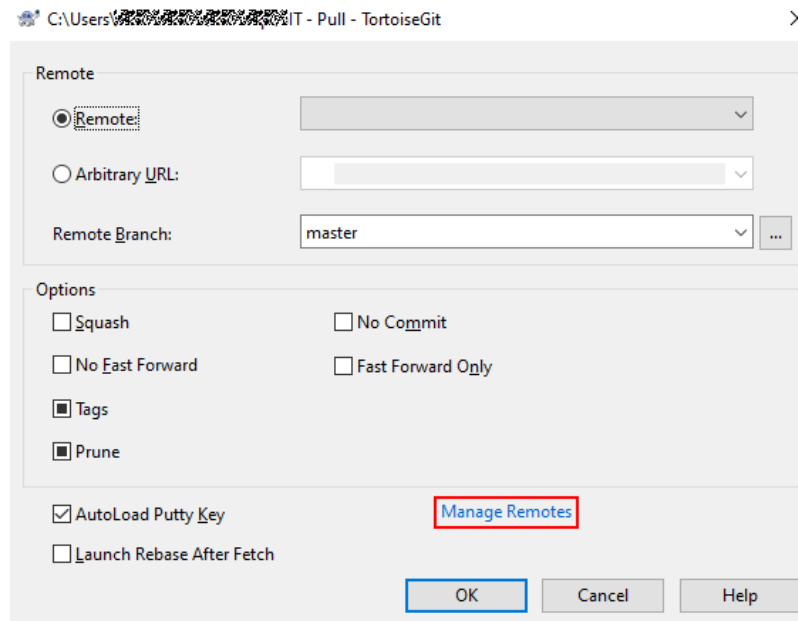 C:\Users\ IT - Pull - TortoiseGit
Remote
Remote:
Arbitrary URL:
Remote Branch:
master
...
Options
Squash
No Commit
No Fast Forward
Fast Forward Only
Tags
Prune
AutoLoad Putty Key
Manage Remotes
Launch Rebase After Fetch
OK
Cancel
Help